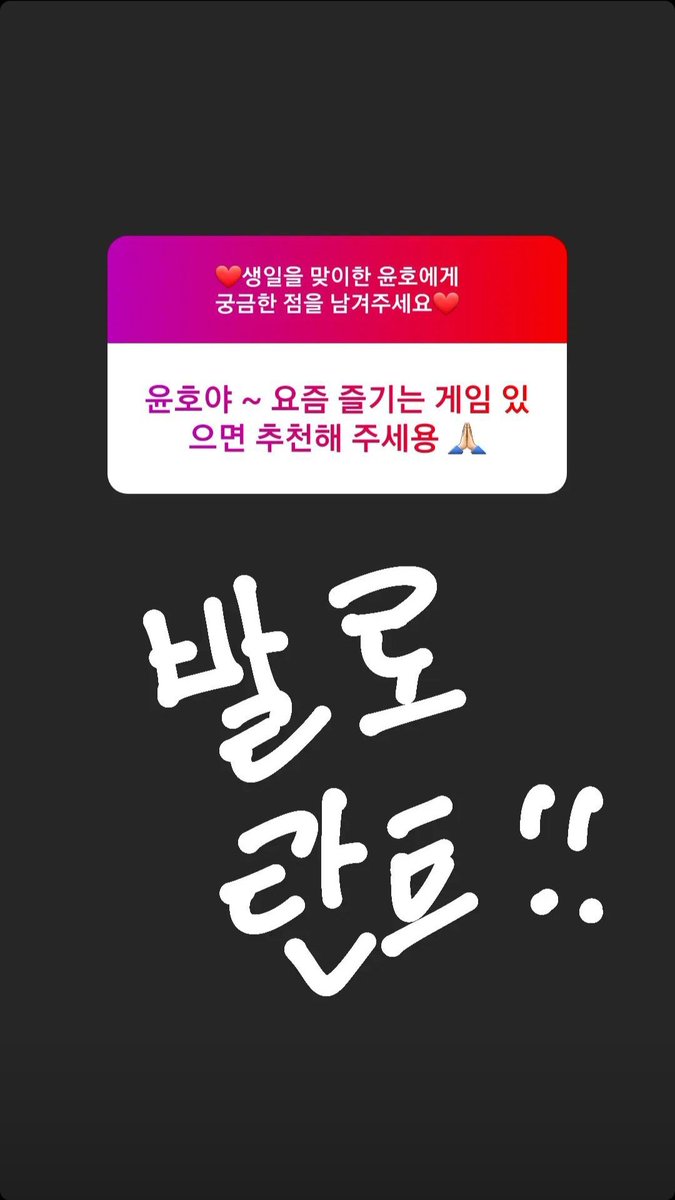 ❤️생일을 맞이한 윤호에게
궁금한 점을 남겨주세요❤️
윤호야 ~ 요즘 즐기는 게임 있
으면 추천해 주세용 🙏🏻
발로
란트!!